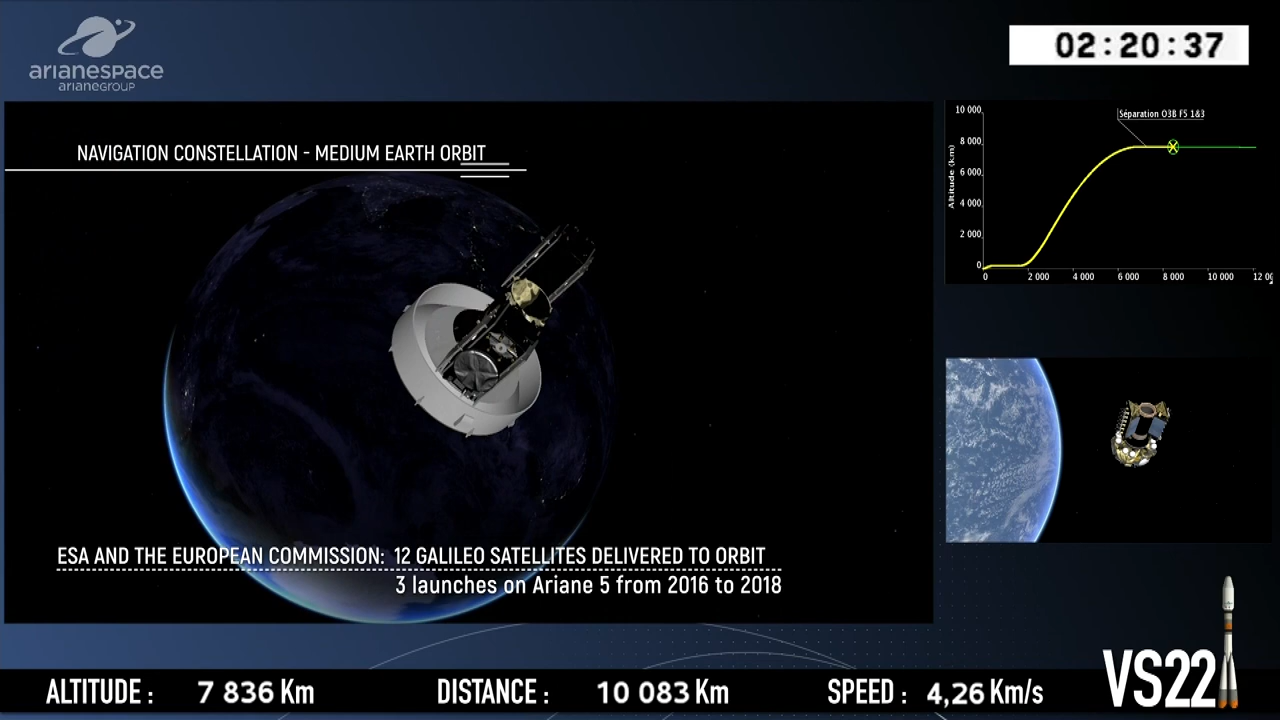 arianespace
arianeGROUP
02:20:37
NAVIGATION CONSTELLATION - MEDIUM EARTH ORBIT
10 000
8 000
6 000
4 000
2 000
0
Altitude (km)
Séparation O3B F5 1&3
0 2 000 4 000 6 000 8 000 10 000 12 00
ESA AND THE EUROPEAN COMMISSION: 12 GALILEO SATELLITES DELIVERED TO ORBIT
3 launches on Ariane 5 from 2016 to 2018
VS22
ALTITUDE : 7 836 Km DISTANCE : 10 083 Km SPEED : 4,26 Km/s